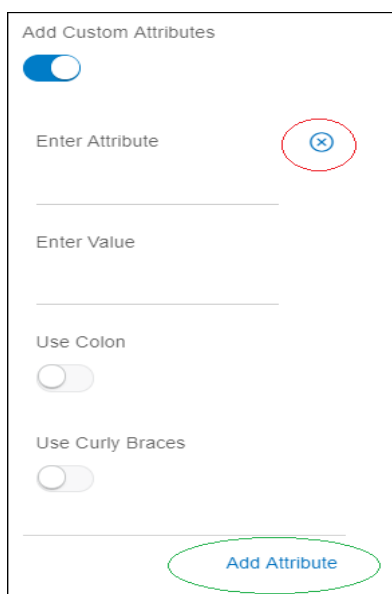 Add Custom Attributes
Enter Attribute
Enter Value
Use Colon
Use Curly Braces
Add Attribute